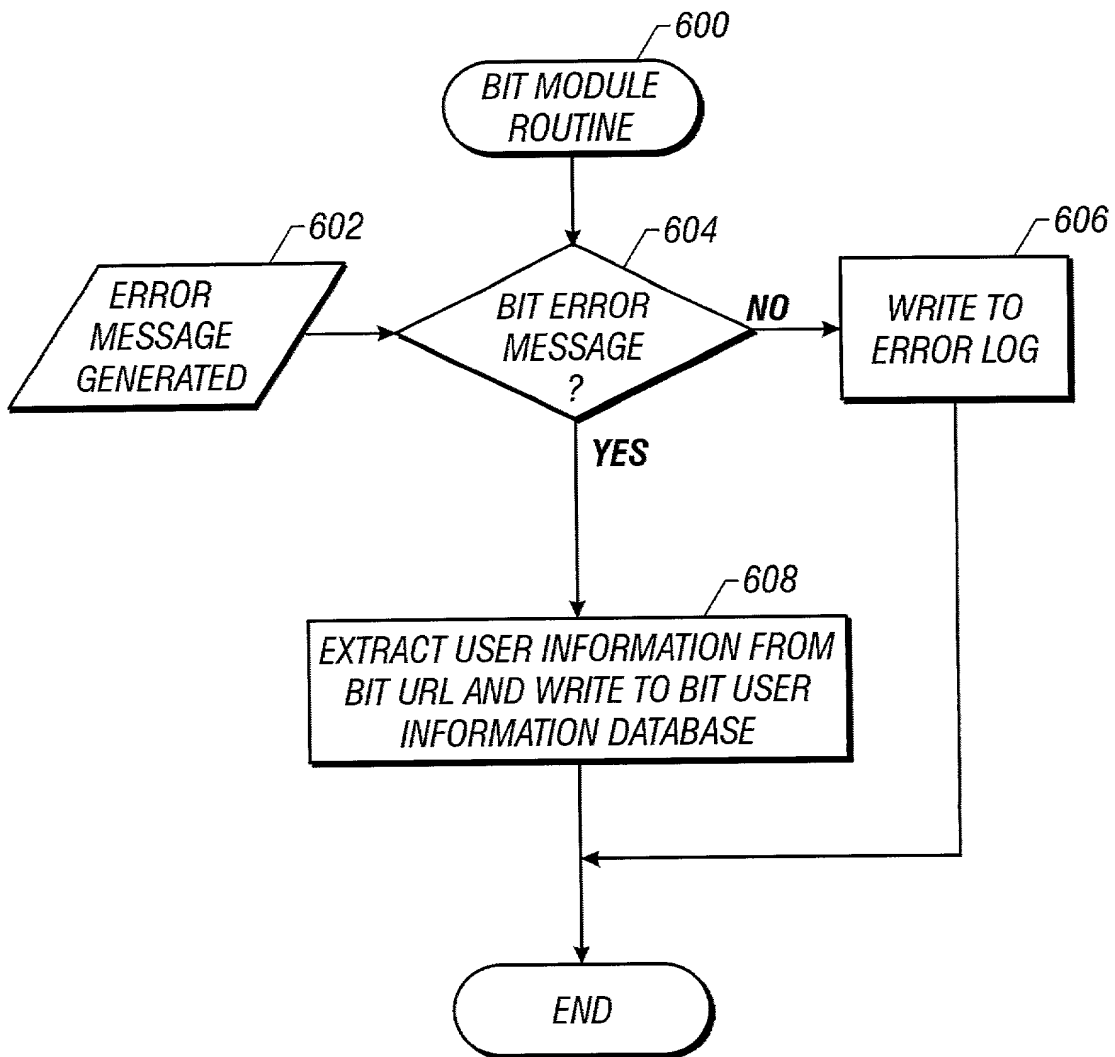 600
BIT MODULE
ROUTINE
602
ERROR
MESSAGE
GENERATED
604
BIT ERROR
MESSAGE
?
NO
606
WRITE TO
ERROR LOG
YES
608
EXTRACT USER INFORMATION FROM
BIT URL AND WRITE TO BIT USER
INFORMATION DATABASE
END